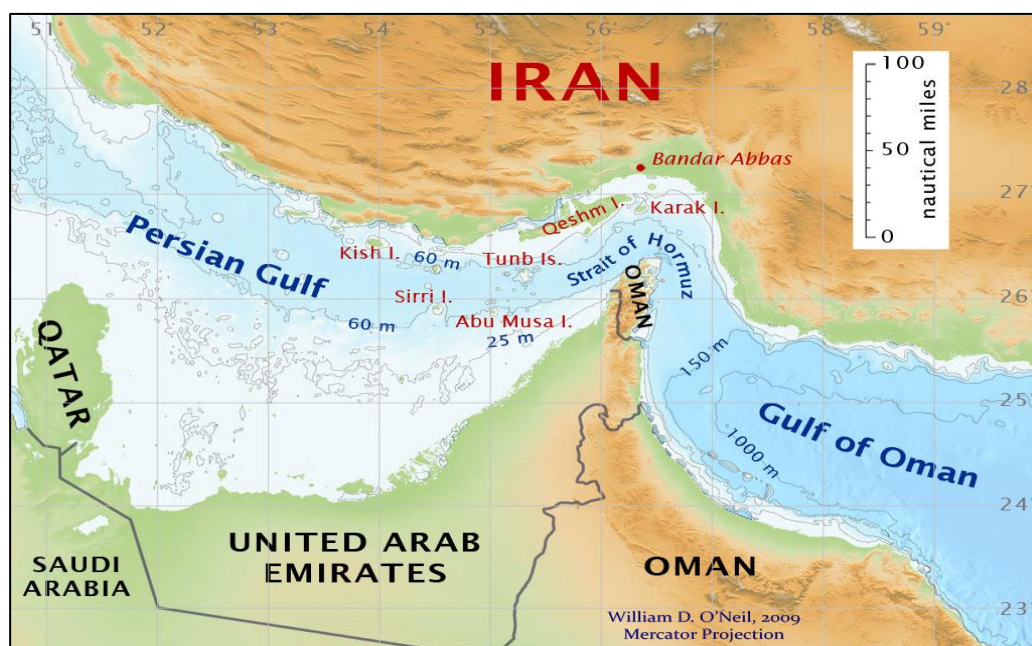 51° 52° 53° 54° 55° 56° 57° 58° 59°
100
50
0
nautical miles
IRAN
28°
Bandar Abbas
27°
Qeshm I.
Karak I.
Persian Gulf
Kish I.
60 m
Tunb Is.
Strait of Hormuz
OMAN
26°
Sirri I.
60 m
Abu Musa I.
25 m
150 m
QATAR
25°
Gulf of Oman
1000 m
24°
UNITED ARAB
EMIRATES
SAUDI
ARABIA
OMAN
23°
William D. O'Neil, 2009
Mercator Projection